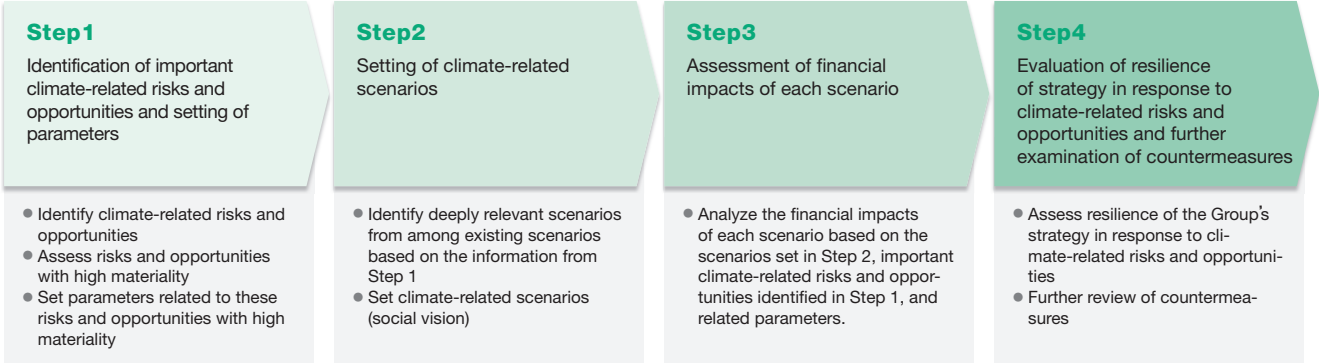 Step1
Identification of important
climate-related risks and
opportunities and setting of
parameters
● Identify climate-related risks and
opportunities
● Assess risks and opportunities
with high materiality
● Set parameters related to these
risks and opportunities with high
materiality
Step2
Setting of climate-related
scenarios
● Identify deeply relevant scenarios
from among existing scenarios
based on the information from
Step 1
● Set climate-related scenarios
(social vision)
Step3
Assessment of financial
impacts of each scenario
● Analyze the financial impacts
of each scenario based on the
scenarios set in Step 2, important
climate-related risks and oppor-
tunities identified in Step 1, and
related parameters.
Step4
Evaluation of resilience
of strategy in response to
climate-related risks and
opportunities and further
examination of countermeasures
● Assess resilience of the Group's
strategy in response to cli-
mate-related risks and opportuni-
ties
● Further review of countermea-
sures